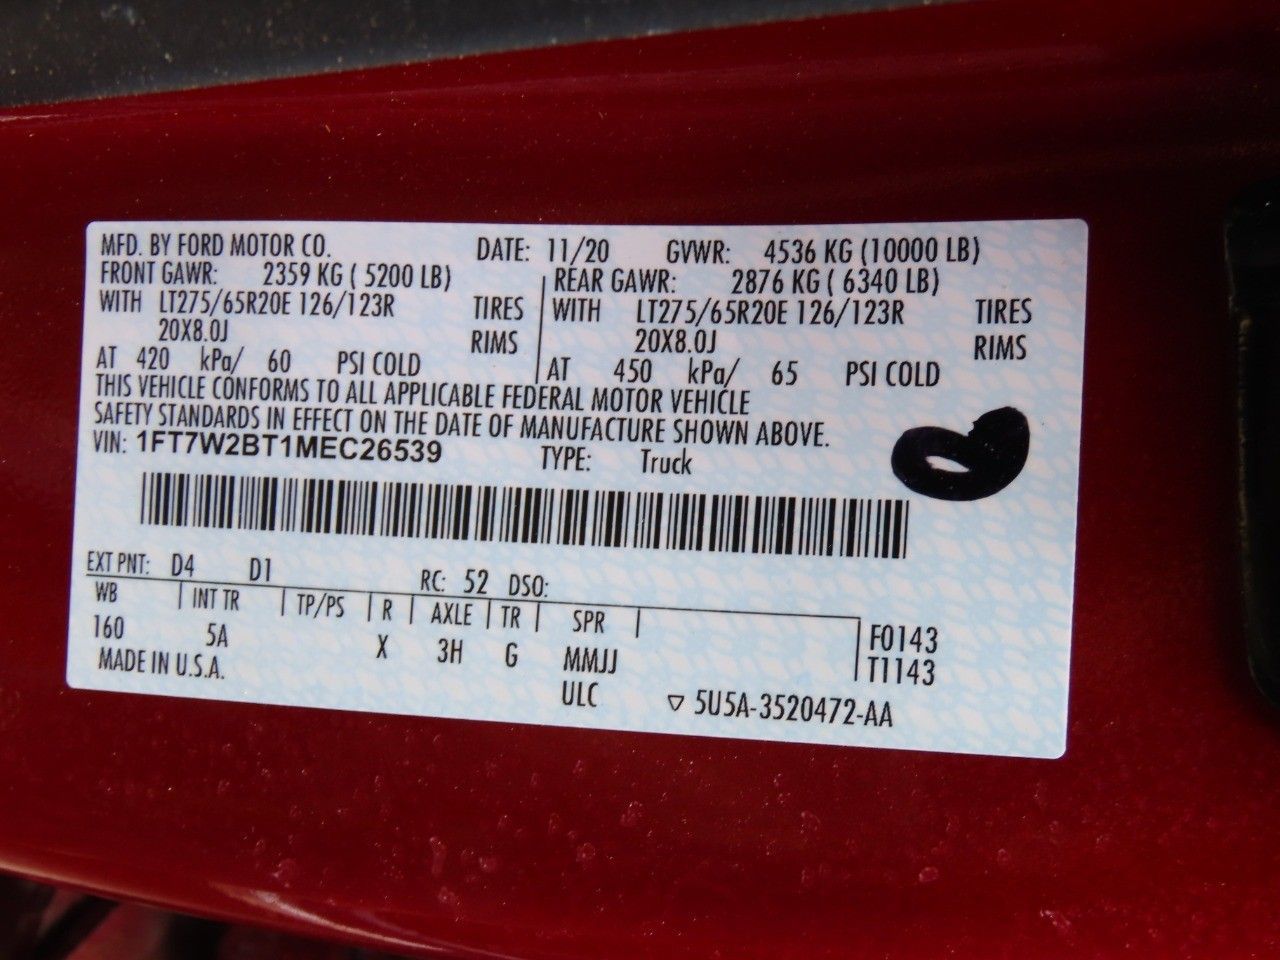 MFD. BY FORD MOTOR CO. DATE: 11/20 GVWR: 4536 KG (10000 LB)
FRONT GAWR: 2359 KG ( 5200 LB) REAR GAWR: 2876 KG ( 6340 LB)
WITH LT275/65R20E 126/123R TIRES WITH LT275/65R20E 126/123R TIRES
20X8.0J RIMS 20X8.0J RIMS
AT 420 kPa/ 60 PSI COLD AT 450 kPa/ 65 PSI COLD
THIS VEHICLE CONFORMS TO ALL APPLICABLE FEDERAL MOTOR VEHICLE
SAFETY STANDARDS IN EFFECT ON THE DATE OF MANUFACTURE SHOWN ABOVE.
VIN: 1FT7W2BT1MEC26539 TYPE: Truck
EXT PNT: D4 D1 RC: 52 DSO:
WB INT TR TP/PS R AXLE TR SPR F0143
160 5A X 3H G MMJJ T1143
MADE IN U.S.A. ULC ▽ 5U5A-3520472-AA